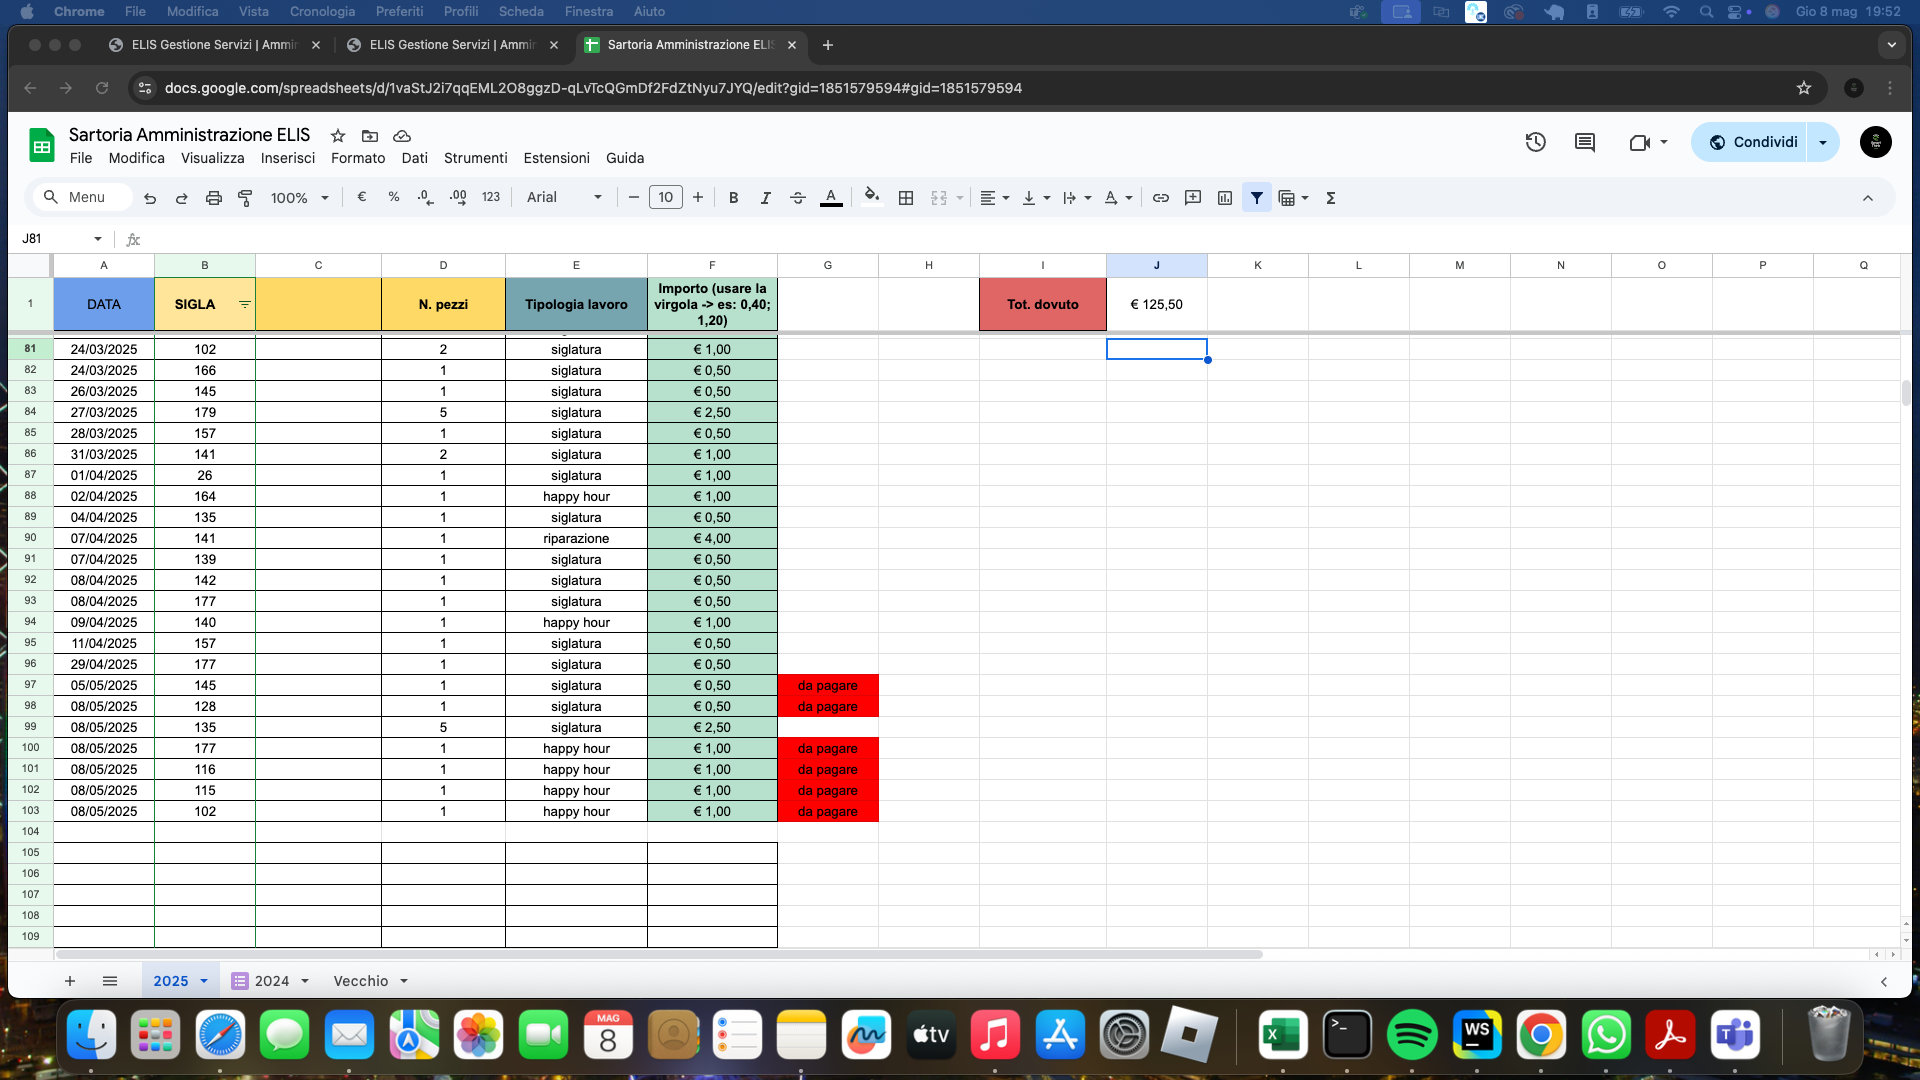 Chrome File Modifica Vista Cronologia Preferiti Profili Scheda Finestra Aiuto Gio 8 mag 19:52
ELIS Gestione Servizi | Ammin ELIS Gestione Servizi | Ammin Sartoria Amministrazione ELIS
docs.google.com/spreadsheets/d/1vaStJ2i7qqEML2O8ggzD-qLvTcQGmDf2FdZtNyu7JYQ/edit?gid=1851579594#gid=1851579594
Sartoria Amministrazione ELIS
File Modifica Visualizza Inserisci Formato Dati Strumenti Estensioni Guida
Condividi
Menu 100% € % .0 .00 123 Arial 10 B I A A Σ
J81 fx
A B C D E F G H I J K L M N O P Q
1 DATA SIGLA N. pezzi Tipologia lavoro Importo (usare la virgola -> es: 0,40; 1,20) Tot. dovuto € 125,50
81 24/03/2025 102 2 siglatura € 1,00
82 24/03/2025 166 1 siglatura € 0,50
83 26/03/2025 145 1 siglatura € 0,50
84 27/03/2025 179 5 siglatura € 2,50
85 28/03/2025 157 1 siglatura € 0,50
86 31/03/2025 141 2 siglatura € 1,00
87 01/04/2025 26 1 siglatura € 1,00
88 02/04/2025 164 1 happy hour € 1,00
89 04/04/2025 135 1 siglatura € 0,50
90 07/04/2025 141 1 riparazione € 4,00
91 07/04/2025 139 1 siglatura € 0,50
92 08/04/2025 142 1 siglatura € 0,50
93 08/04/2025 177 1 siglatura € 0,50
94 09/04/2025 140 1 happy hour € 1,00
95 11/04/2025 157 1 siglatura € 0,50
96 29/04/2025 177 1 siglatura € 0,50
97 05/05/2025 145 1 siglatura € 0,50 da pagare
98 08/05/2025 128 1 siglatura € 0,50 da pagare
99 08/05/2025 135 5 siglatura € 2,50
100 08/05/2025 177 1 happy hour € 1,00 da pagare
101 08/05/2025 116 1 happy hour € 1,00 da pagare
102 08/05/2025 115 1 happy hour € 1,00 da pagare
103 08/05/2025 102 1 happy hour € 1,00 da pagare
104
105
106
107
108
109
2025 2024 Vecchio
MAG
8
tv
WS